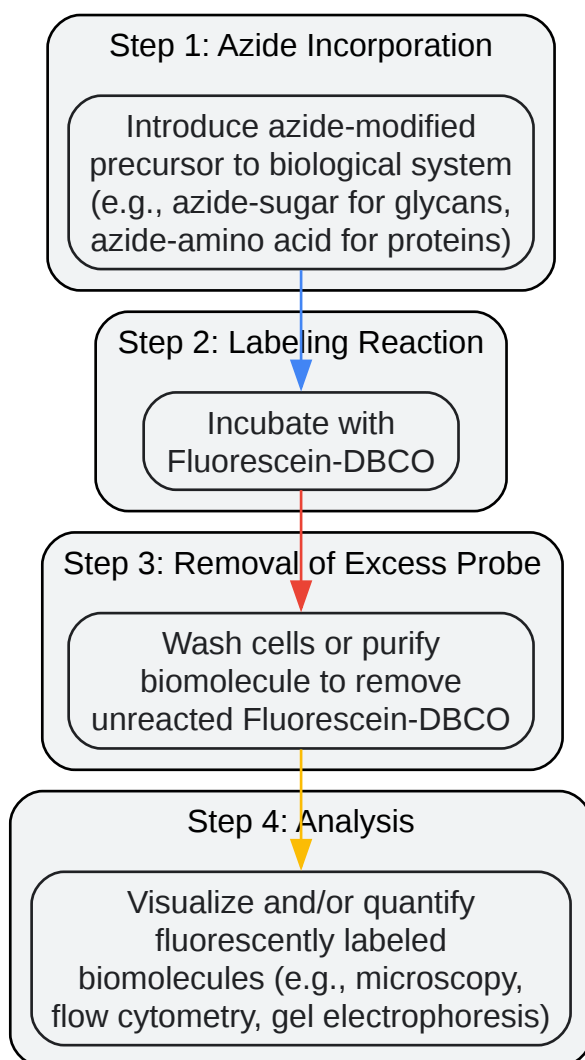 Step 1: Azide Incorporation
Introduce azide-modified
precursor to biological system
(e.g., azide-sugar for glycans,
azide-amino acid for proteins)
Step 2: Labeling Reaction
Incubate with
Fluorescein-DBCO
Step 3: Removal of Excess Probe
Wash cells or purify
biomolecule to remove
unreacted Fluorescein-DBCO
Step 4: Analysis
Visualize and/or quantify
fluorescently labeled
biomolecules (e.g., microscopy,
flow cytometry, gel electrophoresis)